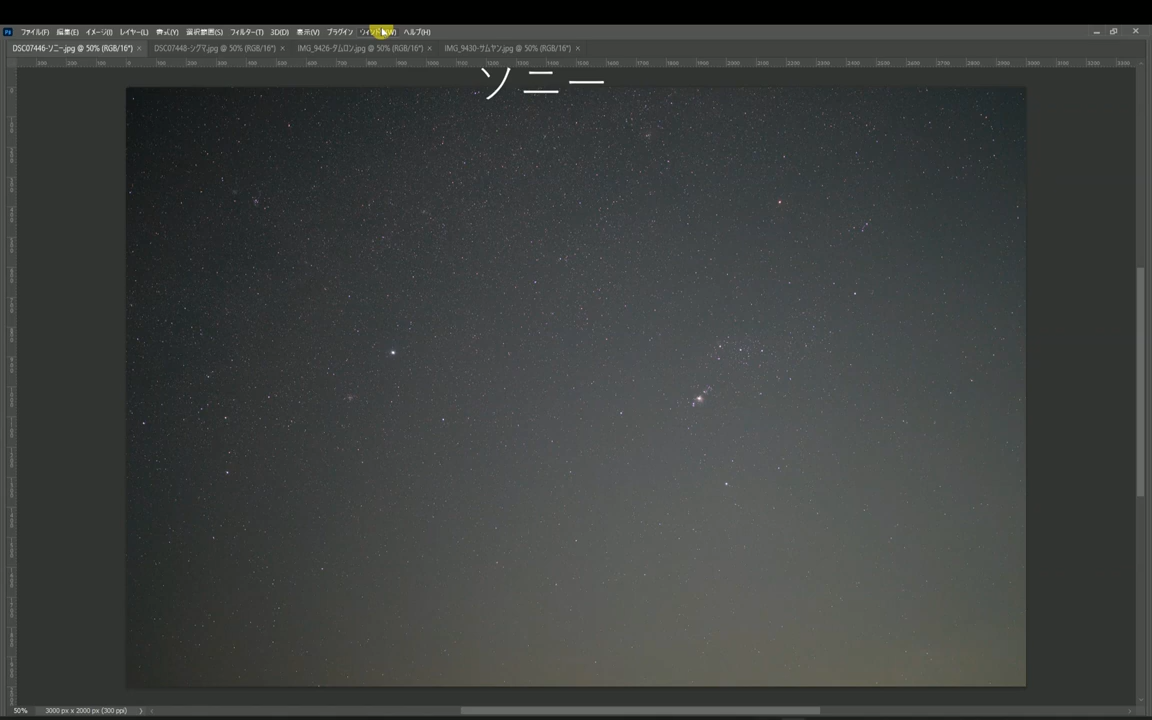 Ps ファイル(F) 編集(E) イメージ(I) レイヤー(L) 書式(Y) 選択範囲(S) フィルター(T) 3D(D) 表示(V) プラグイン ウィンドウ(W) ヘルプ(H)
DSC07446-ソニー.jpg @ 50% (RGB/16*) × DSC07448-シグマ.jpg @ 50% (RGB/16*) × IMG_9426-タムロン.jpg @ 50% (RGB/16*) × IMG_9430-サムヤン.jpg @ 50% (RGB/16*) ×
ソニー
50% 3000 px x 2000 px (300 ppi)